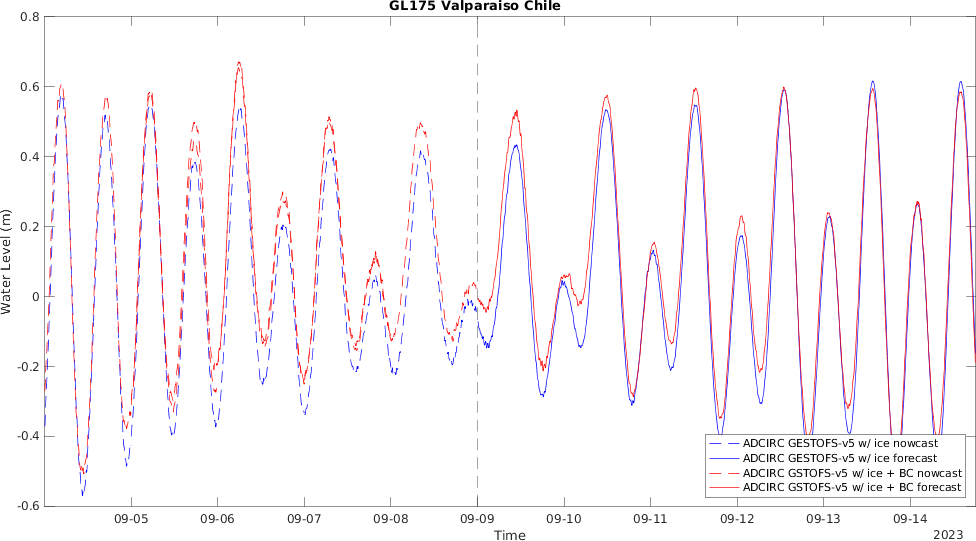 GL175 Valparaiso Chile
0.8
0.6
0.4
0.2
0
-0.2
-0.4
-0.6
Water Level (m)
ADCIRC GESTOFS-v5 w/ ice nowcast
ADCIRC GESTOFS-v5 w/ ice forecast
ADCIRC GSTOFS-v5 w/ ice + BC nowcast
ADCIRC GSTOFS-v5 w/ ice + BC forecast
09-05 09-06 09-07 09-08 09-09 09-10 09-11 09-12 09-13 09-14
Time
2023